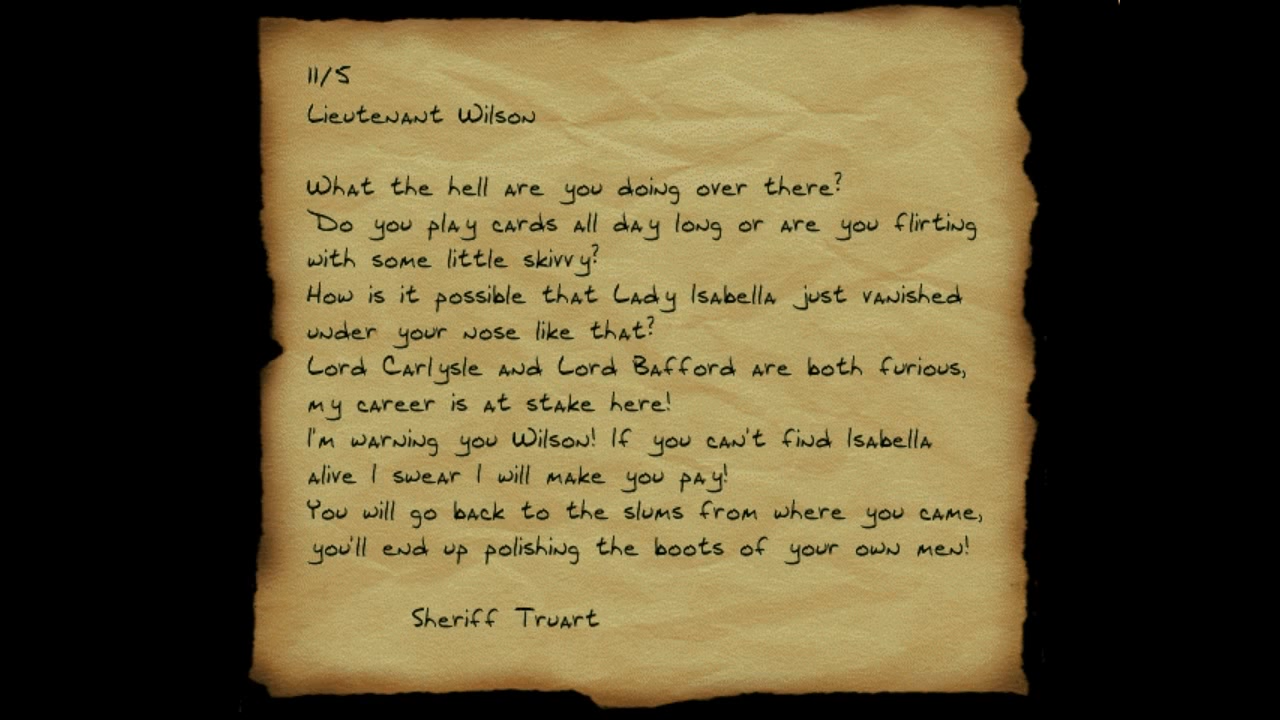 11/5
Lieutenant Wilson
What the hell are you doing over there?
Do you play cards all day long or are you flirting
with some little skivvy?
How is it possible that Lady Isabella just vanished
under your nose like that?
Lord Carlysle and Lord Bafford are both furious,
my career is at stake here!
I'm warning you Wilson! If you can't find Isabella
alive I swear I will make you pay!
You will go back to the slums from where you came,
you'll end up polishing the boots of your own men!
Sheriff Truart